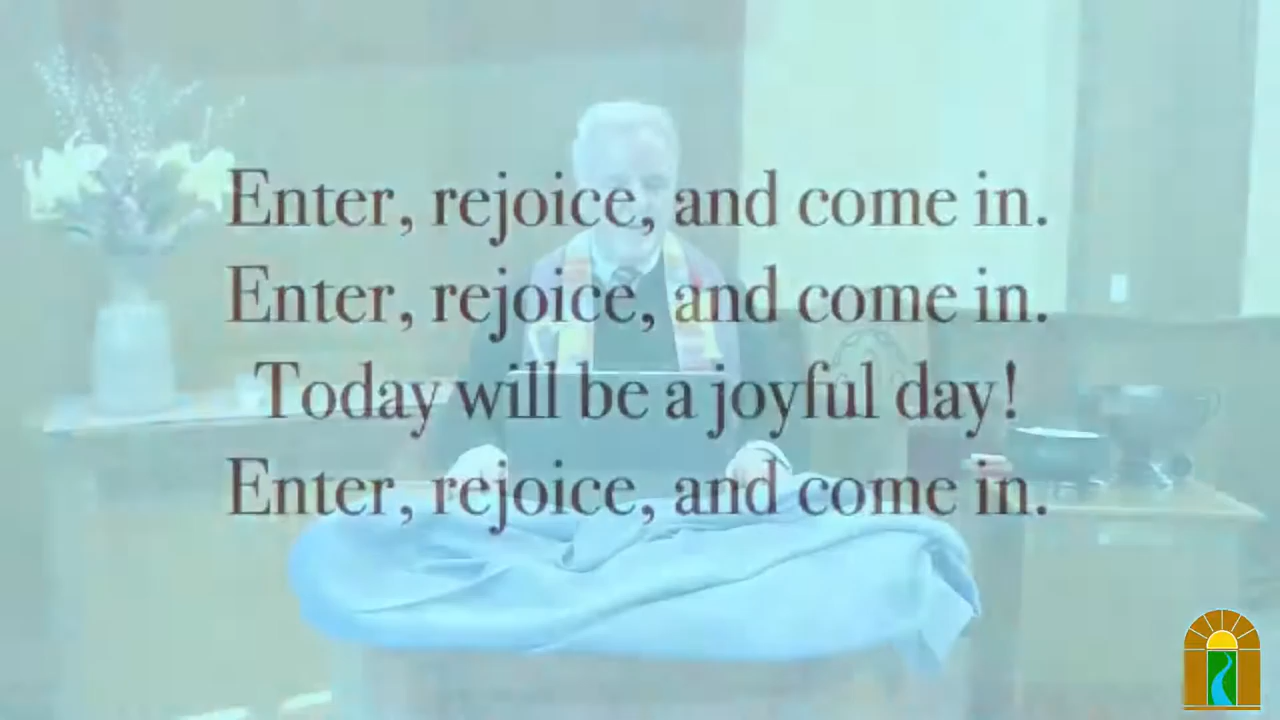 Enter, rejoice, and come in.
Enter, rejoice, and come in.
Today will be a joyful day!
Enter, rejoice, and come in.